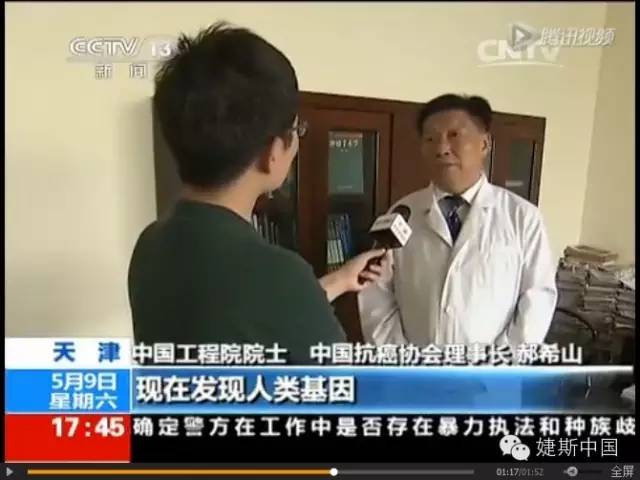 CCTV 13
新闻
腾讯视频
CNTV
天津
中国工程院院士 中国抗癌协会理事长 郝希山
5月9日
星期六
现在发现人类基因
17:45
确定警方在工作中是否存在暴力执法和种族歧
婕斯中国
01:17/01:52
全屏